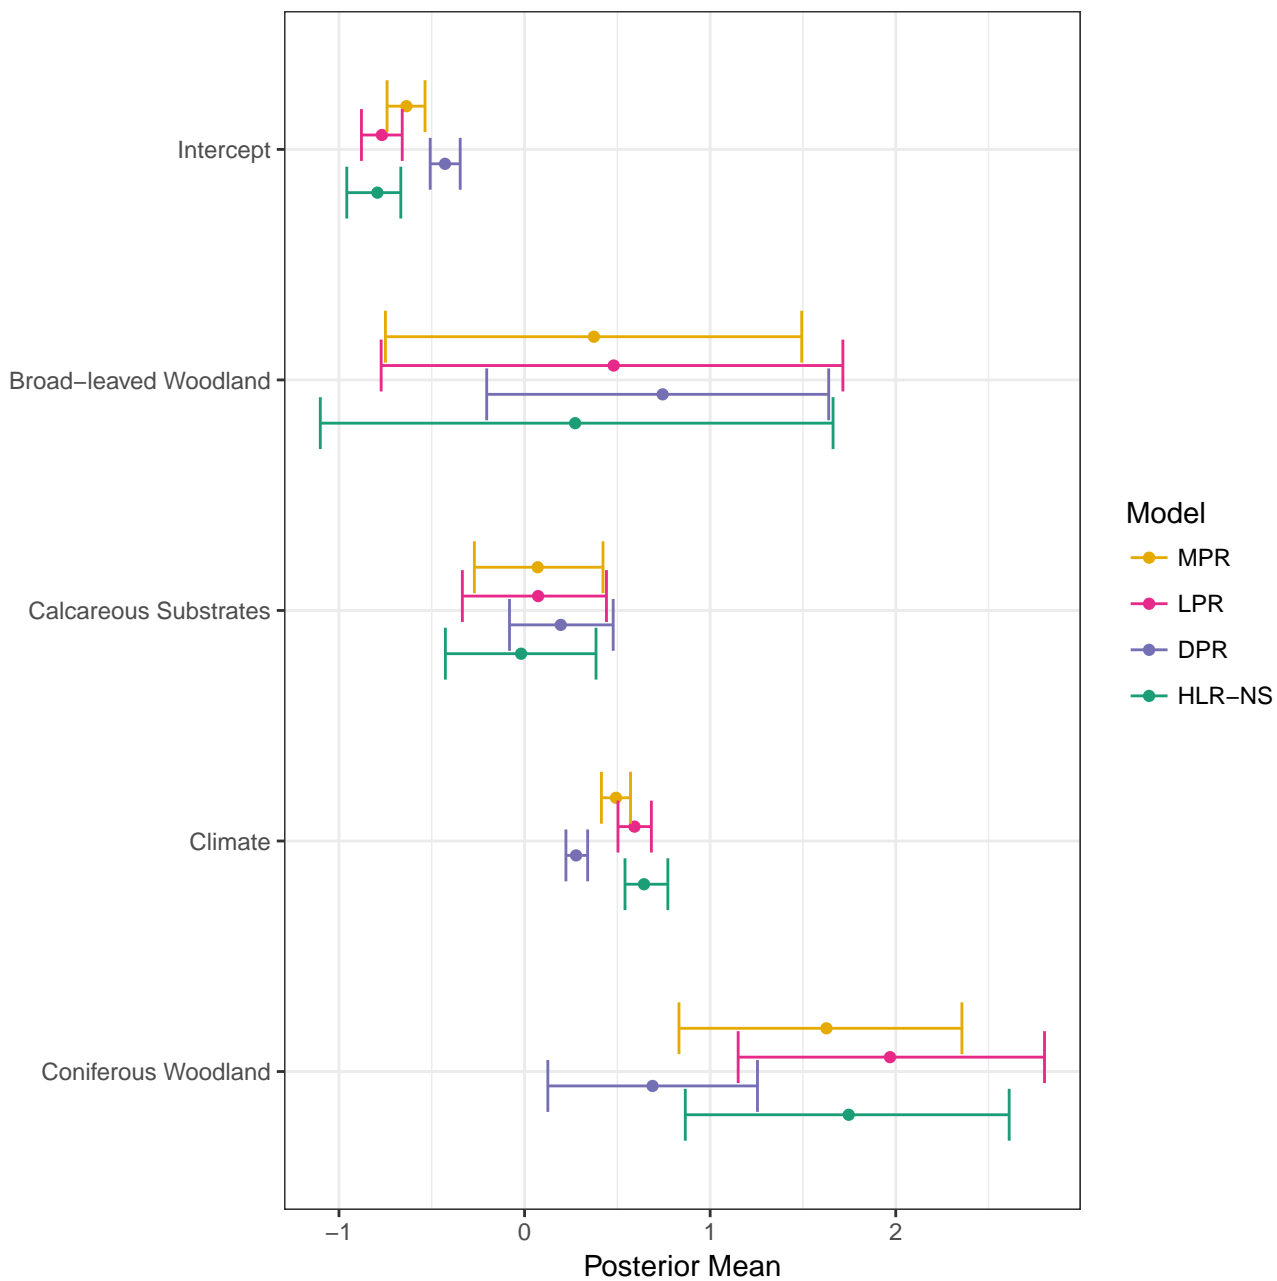 Intercept
Broad−leaved Woodland
Calcareous Substrates
Climate
Coniferous Woodland
−1
0
1
2
Posterior Mean
Model
MPR
LPR
DPR
HLR−NS